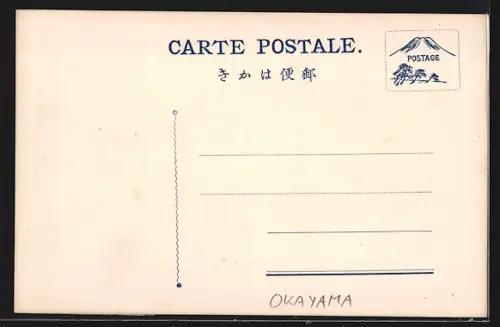 CARTE POSTALE.
POSTAGE
きかは便郵
OKAYAMA